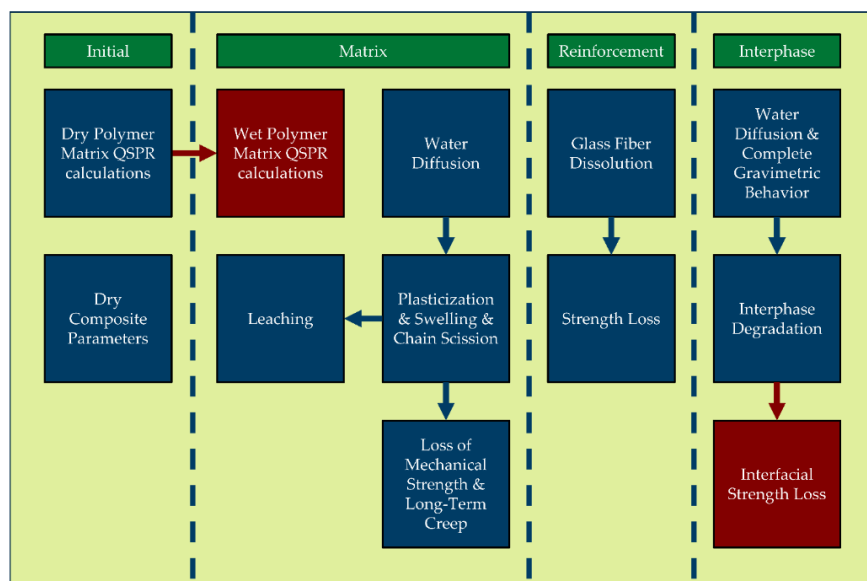 Initial
Matrix
Reinforcement
Interphase
Dry Polymer
Matrix QSPR
calculations
Wet Polymer
Matrix QSPR
calculations
Water
Diffusion
Glass Fiber
Dissolution
Water
Diffusion &
Complete
Gravimetric
Behavior
Dry
Composite
Parameters
Leaching
Plasticization
& Swelling &
Chain Scission
Strength Loss
Interphase
Degradation
Loss of
Mechanical
Strength &
Long-Term
Creep
Interfacial
Strength Loss